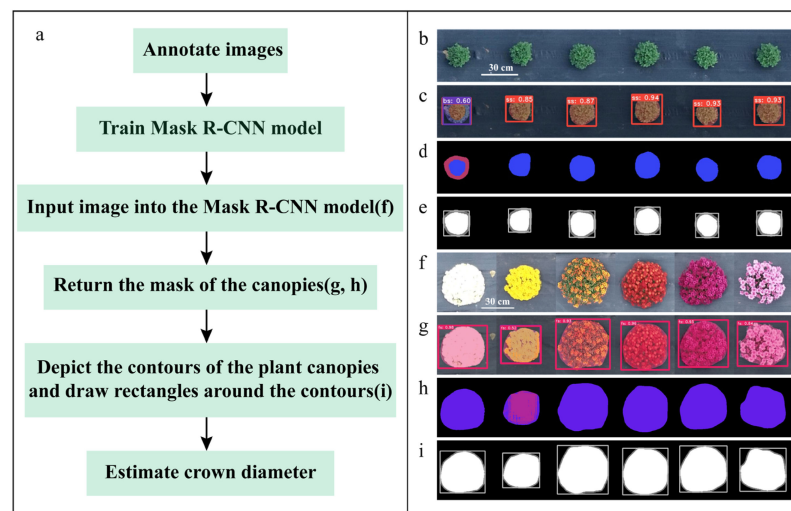 a
Annotate images
Train Mask R-CNN model
Input image into the Mask R-CNN model(f)
Return the mask of the canopies(g, h)
Depict the contours of the plant canopies
and draw rectangles around the contours(i)
Estimate crown diameter
b
30 cm
c
bs: 0.60
ss: 0.85
ss: 0.87
ss: 0.94
ss: 0.93
ss: 0.93
d
e
f
30 cm
g
h
i